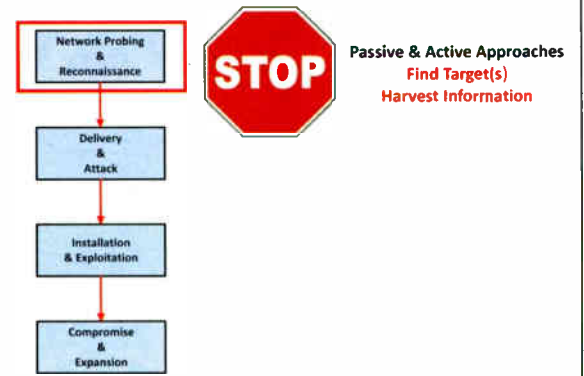 Network Probing
&
Reconnaissance
STOP
Passive & Active Approaches
Find Target(s)
Harvest Information
Delivery
&
Attack
Installation
& Exploitation
Compromise
&
Expansion